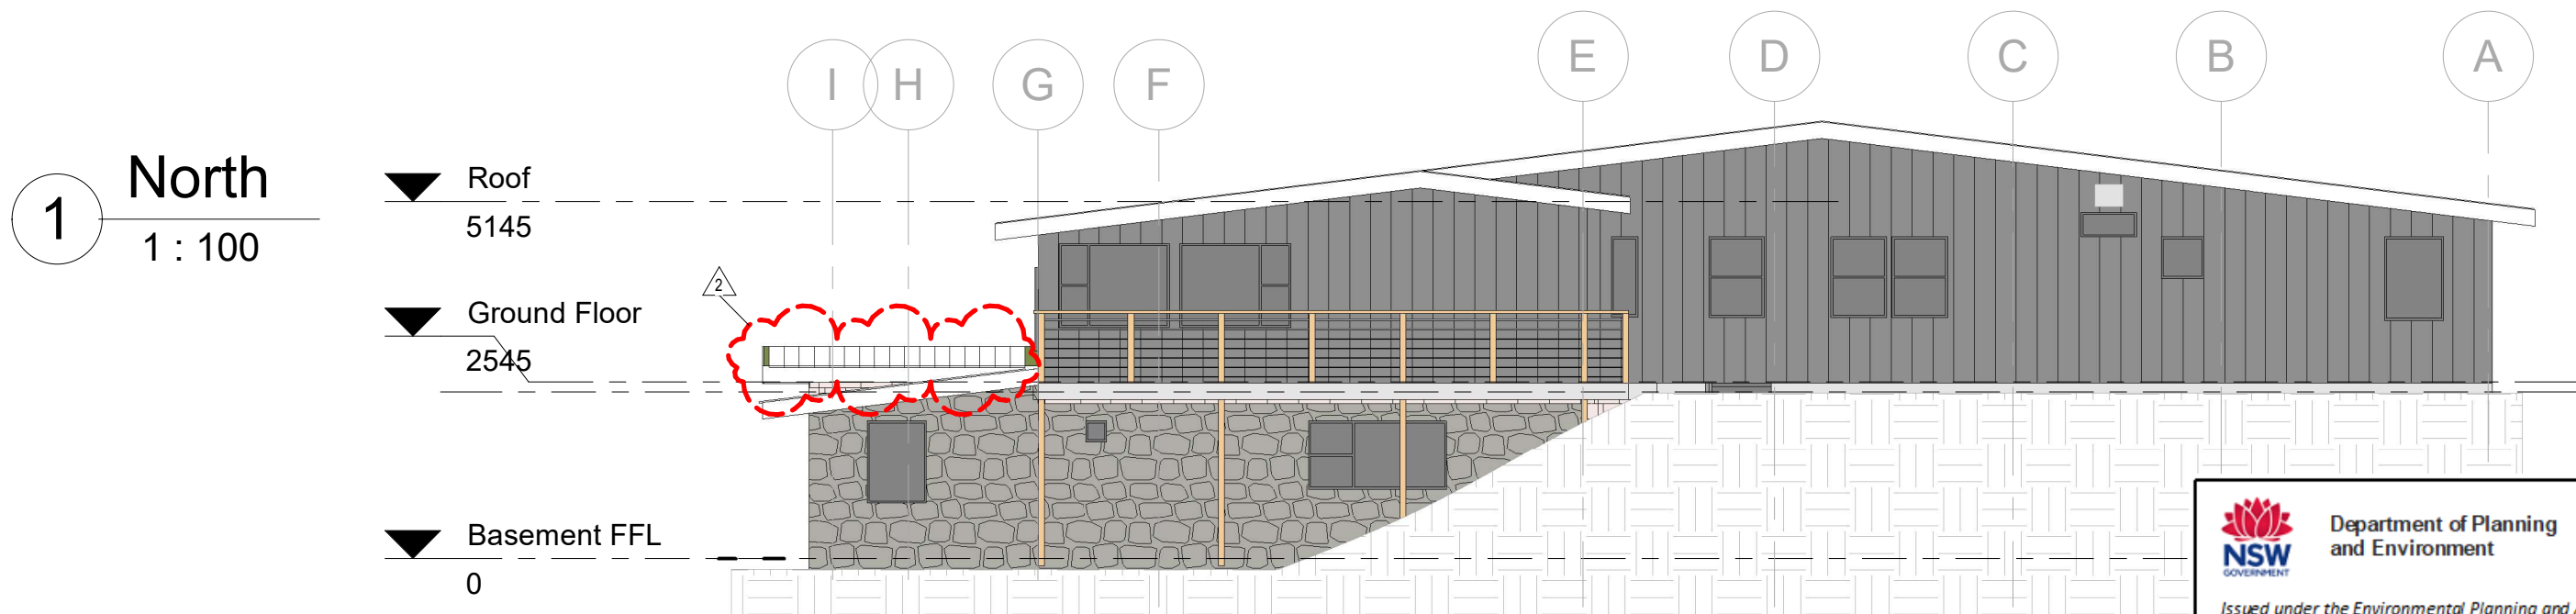 I H G F E D C B A
1 North
1 : 100
Roof
5145
2
Ground Floor
2545
Basement FFL
0
NSW
GOVERNMENT
Department of Planning
and Environment
Issued under the Environmental Planning and